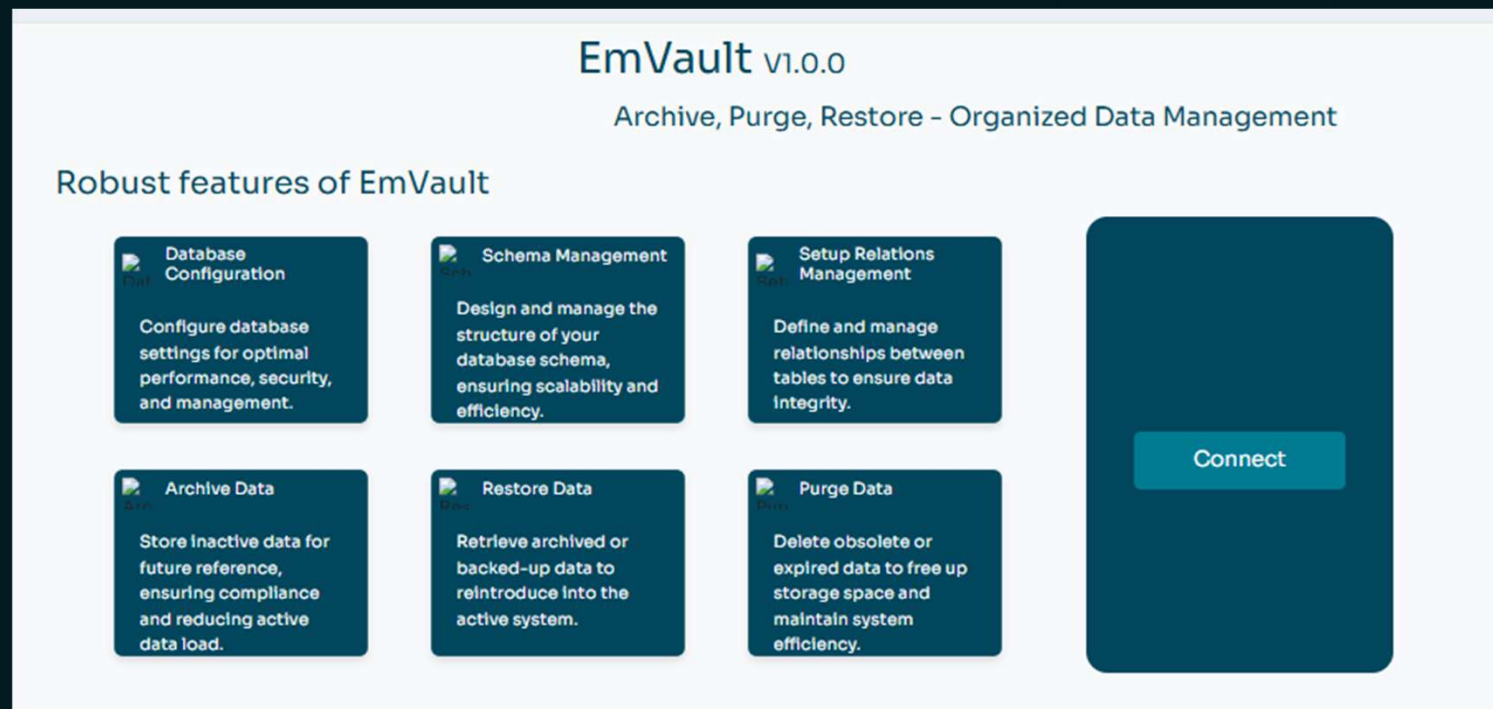 EmVault V1.0.0
Archive, Purge, Restore - Organized Data Management
Robust features of EmVault
Database
Configuration
Configure database
settings for optimal
performance, security,
and management.
Schema Management
Design and manage the
structure of your
database schema,
ensuring scalability and
efficiency.
Setup Relations
Management
Define and manage
relationships between
tables to ensure data
integrity.
Archive Data
Store inactive data for
future reference,
ensuring compliance
and reducing active
data load.
Restore Data
Retrieve archived or
backed-up data to
reintroduce into the
active system.
Purge Data
Delete obsolete or
expired data to free up
storage space and
maintain system
efficiency.
Connect